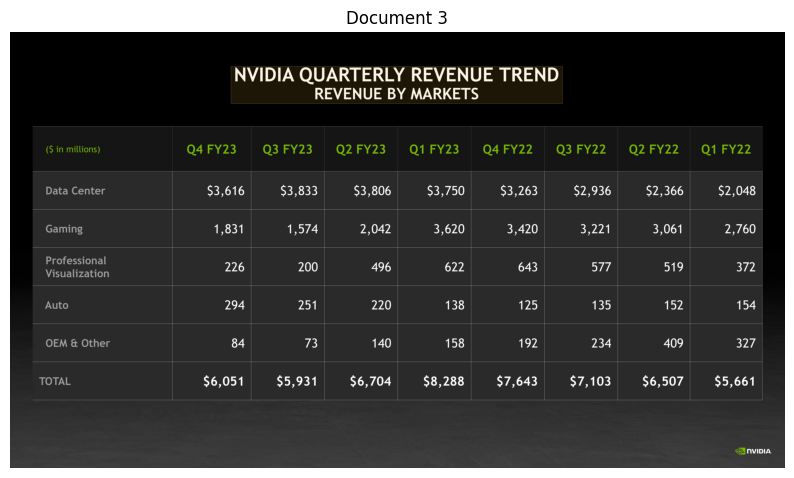 Document 3
NVIDIA QUARTERLY REVENUE TREND
REVENUE BY MARKETS
($ in millions) Q4 FY23 Q3 FY23 Q2 FY23 Q1 FY23 Q4 FY22 Q3 FY22 Q2 FY22 Q1 FY22
Data Center $3,616 $3,833 $3,806 $3,750 $3,263 $2,936 $2,366 $2,048
Gaming 1,831 1,574 2,042 3,620 3,420 3,221 3,061 2,760
Professional
Visualization 226 200 496 622 643 577 519 372
Auto 294 251 220 138 125 135 152 154
OEM & Other 84 73 140 158 192 234 409 327
TOTAL $6,051 $5,931 $6,704 $8,288 $7,643 $7,103 $6,507 $5,661
NVIDIA